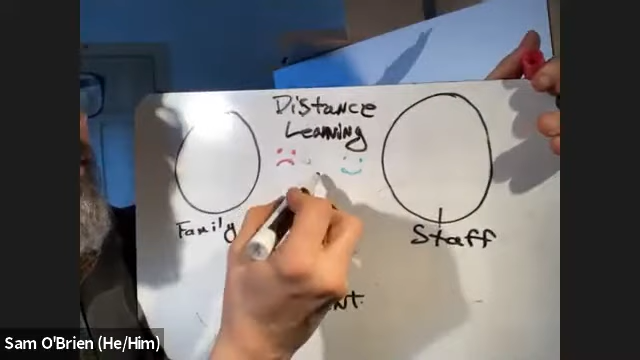 Distance
Learning
Family
Staff
Sam O'Brien (He/Him)